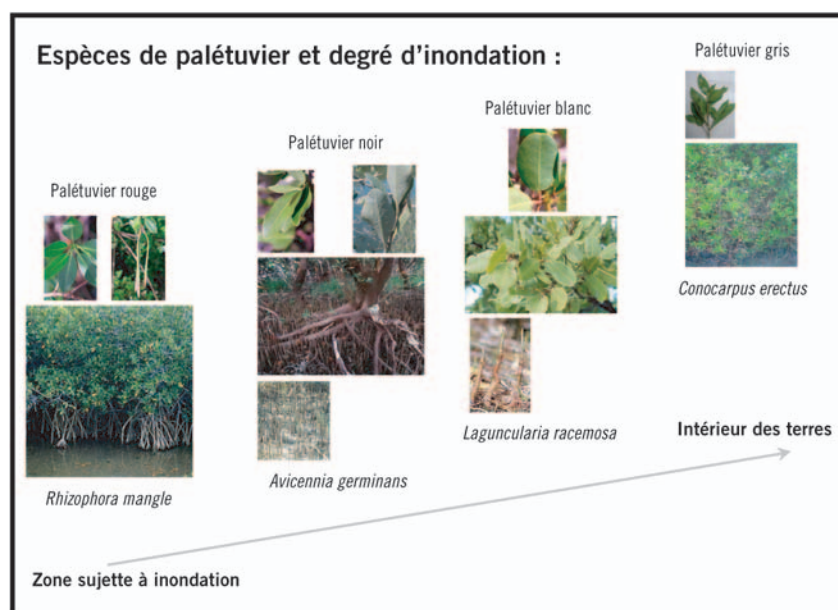 Espèces de palétuvier et degré d'inondation :
Palétuvier gris
Palétuvier blanc
Palétuvier noir
Palétuvier rouge
Conocarpus erectus
Laguncularia racemosa
Intérieur des terres
Avicennia germinans
Rhizophora mangle
Zone sujette à inondation